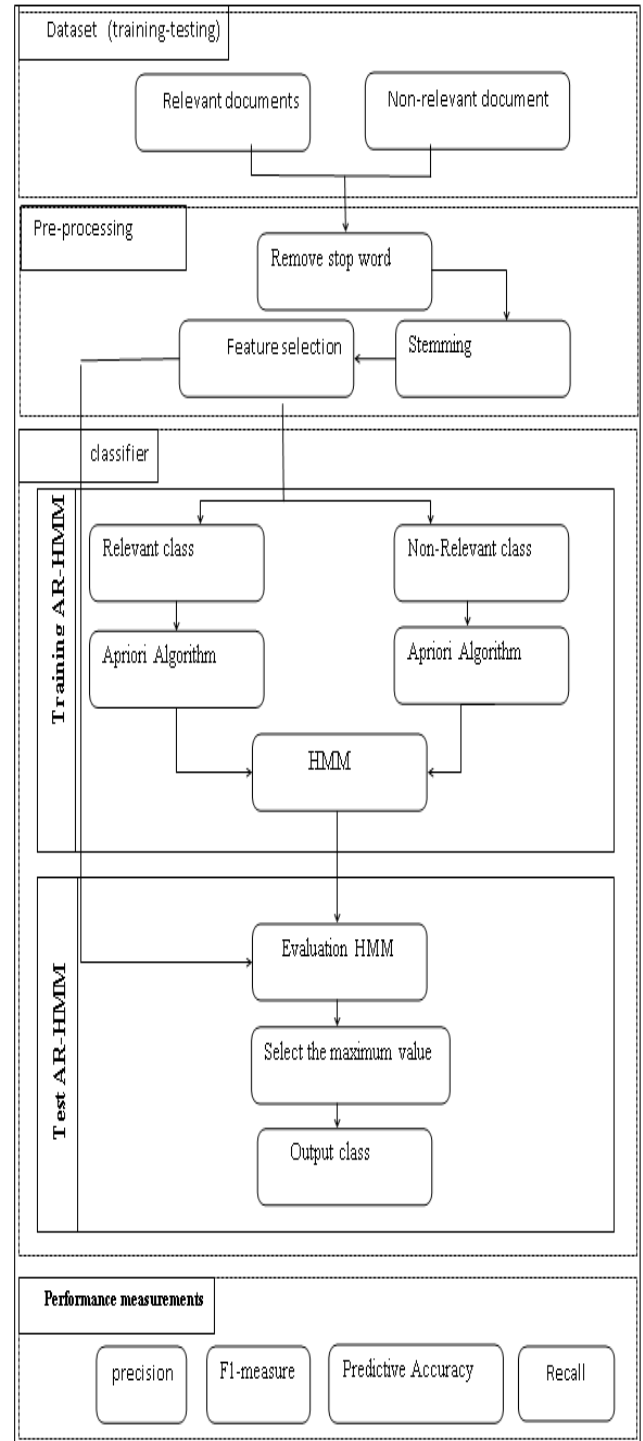 Dataset (training-testing)
Relevant documents
Non-relevant document
Pre-processing
Remove stop word
Feature selection
Stemming
classifier
Training AR-HMM
Relevant class
Non-Relevant class
Apriori Algorithm
Apriori Algorithm
HMM
Test AR-HMM
Evaluation HMM
Select the maximum value
Output class
Performance measurements
precision
F1-measure
Predictive Accuracy
Recall